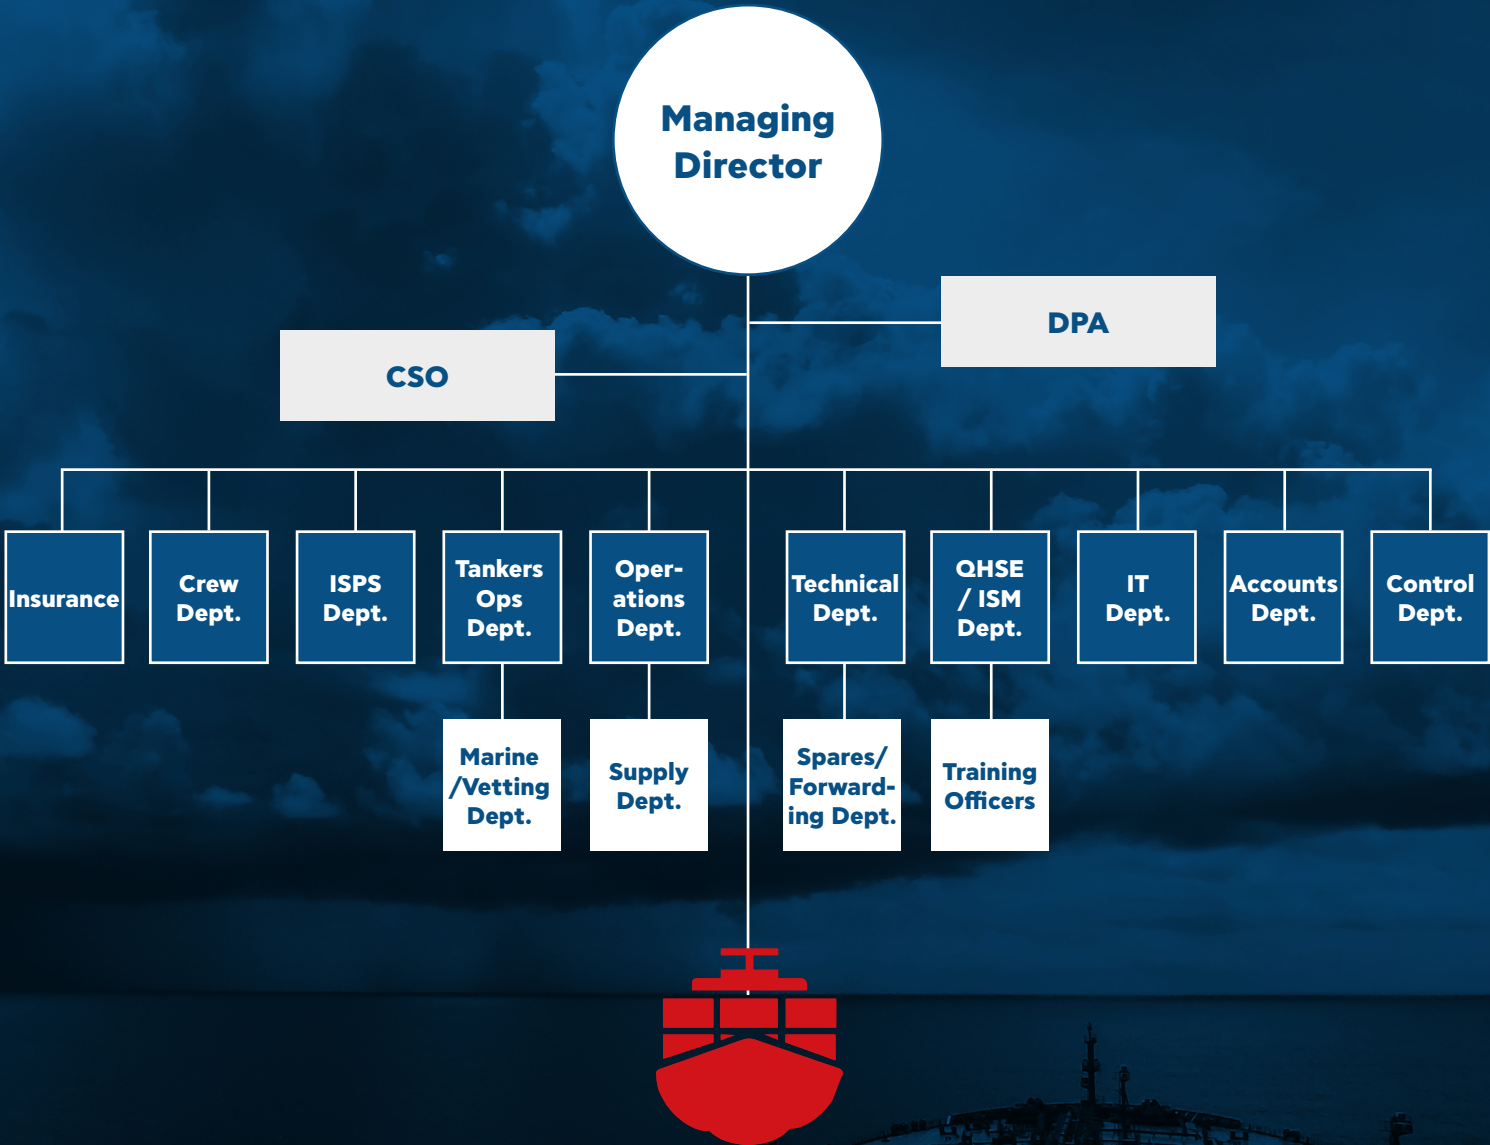 Managing
Director
DPA
CSO
Insurance
Crew
Dept.
ISPS
Dept.
Tankers
Ops
Dept.
Oper-
ations
Dept.
Technical
Dept.
QHSE
/ ISM
Dept.
IT
Dept.
Accounts
Dept.
Control
Dept.
Marine
/Vetting
Dept.
Supply
Dept.
Spares/
Forward-
ing Dept.
Training
Officers